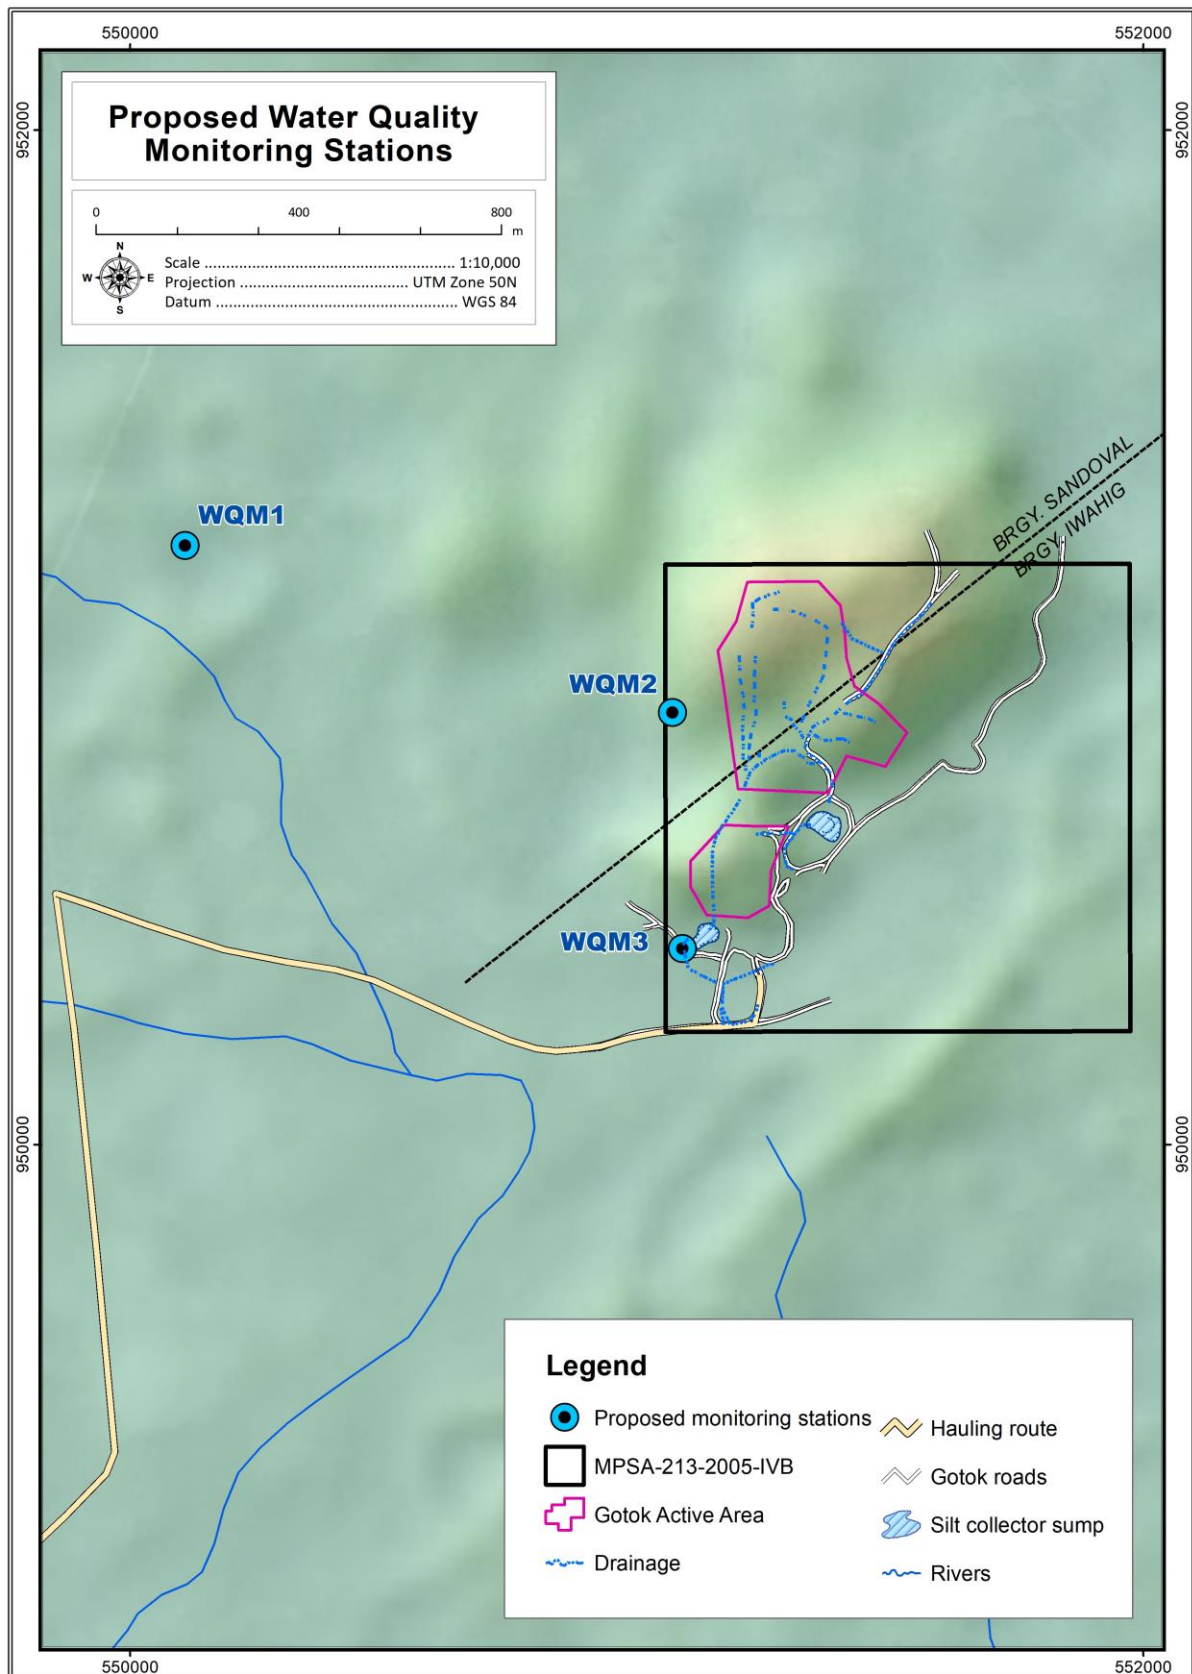 550000
552000
952000
952000
Proposed Water Quality
Monitoring Stations
0 400 800
m
N
W E
S
Scale ........................................................ 1:10,000
Projection ...................................... UTM Zone 50N
Datum ...................................................... WGS 84
BRGY. SANDOVAL
BRGY. IWAHIG
WQM1
WQM2
WQM3
950000
950000
Legend
Proposed monitoring stations
MPSA-213-2005-IVB
Gotok Active Area
Drainage
Hauling route
Gotok roads
Silt collector sump
Rivers
550000
552000